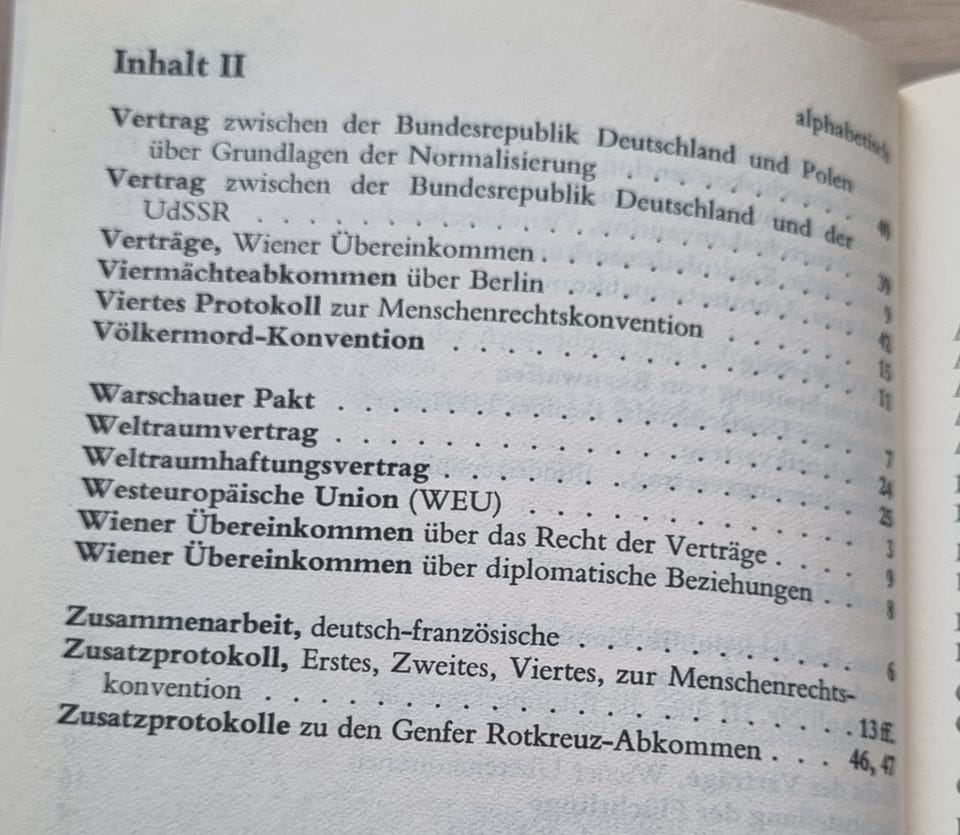 Inhalt II
alphabetisch
Vertrag zwischen der Bundesrepublik Deutschland und Polen
über Grundlagen der Normalisierung . . . . . . . . 40
Vertrag zwischen der Bundesrepublik Deutschland und der
UdSSR . . . . . . . . . . . . . . . . . . . . . 39
Verträge, Wiener Übereinkommen . . . . . . . . . . . 9
Viermächteabkommen über Berlin . . . . . . . . . . . 42
Viertes Protokoll zur Menschenrechtskonvention . . . . . 15
Völkermord-Konvention . . . . . . . . . . . . . . . 11
Warschauer Pakt . . . . . . . . . . . . . . . . . . 7
Weltraumvertrag . . . . . . . . . . . . . . . . . . 24
Weltraumhaftungsvertrag . . . . . . . . . . . . . . 25
Westeuropäische Union (WEU) . . . . . . . . . . . . 3
Wiener Übereinkommen über das Recht der Verträge . . . . 9
Wiener Übereinkommen über diplomatische Beziehungen . . 8
Zusammenarbeit, deutsch-französische . . . . . . . . . . 6
Zusatzprotokoll, Erstes, Zweites, Viertes, zur Menschenrechts-
konvention . . . . . . . . . . . . . . . . . . . . 13ff.
Zusatzprotokolle zu den Genfer Rotkreuz-Abkommen . . . 46, 47